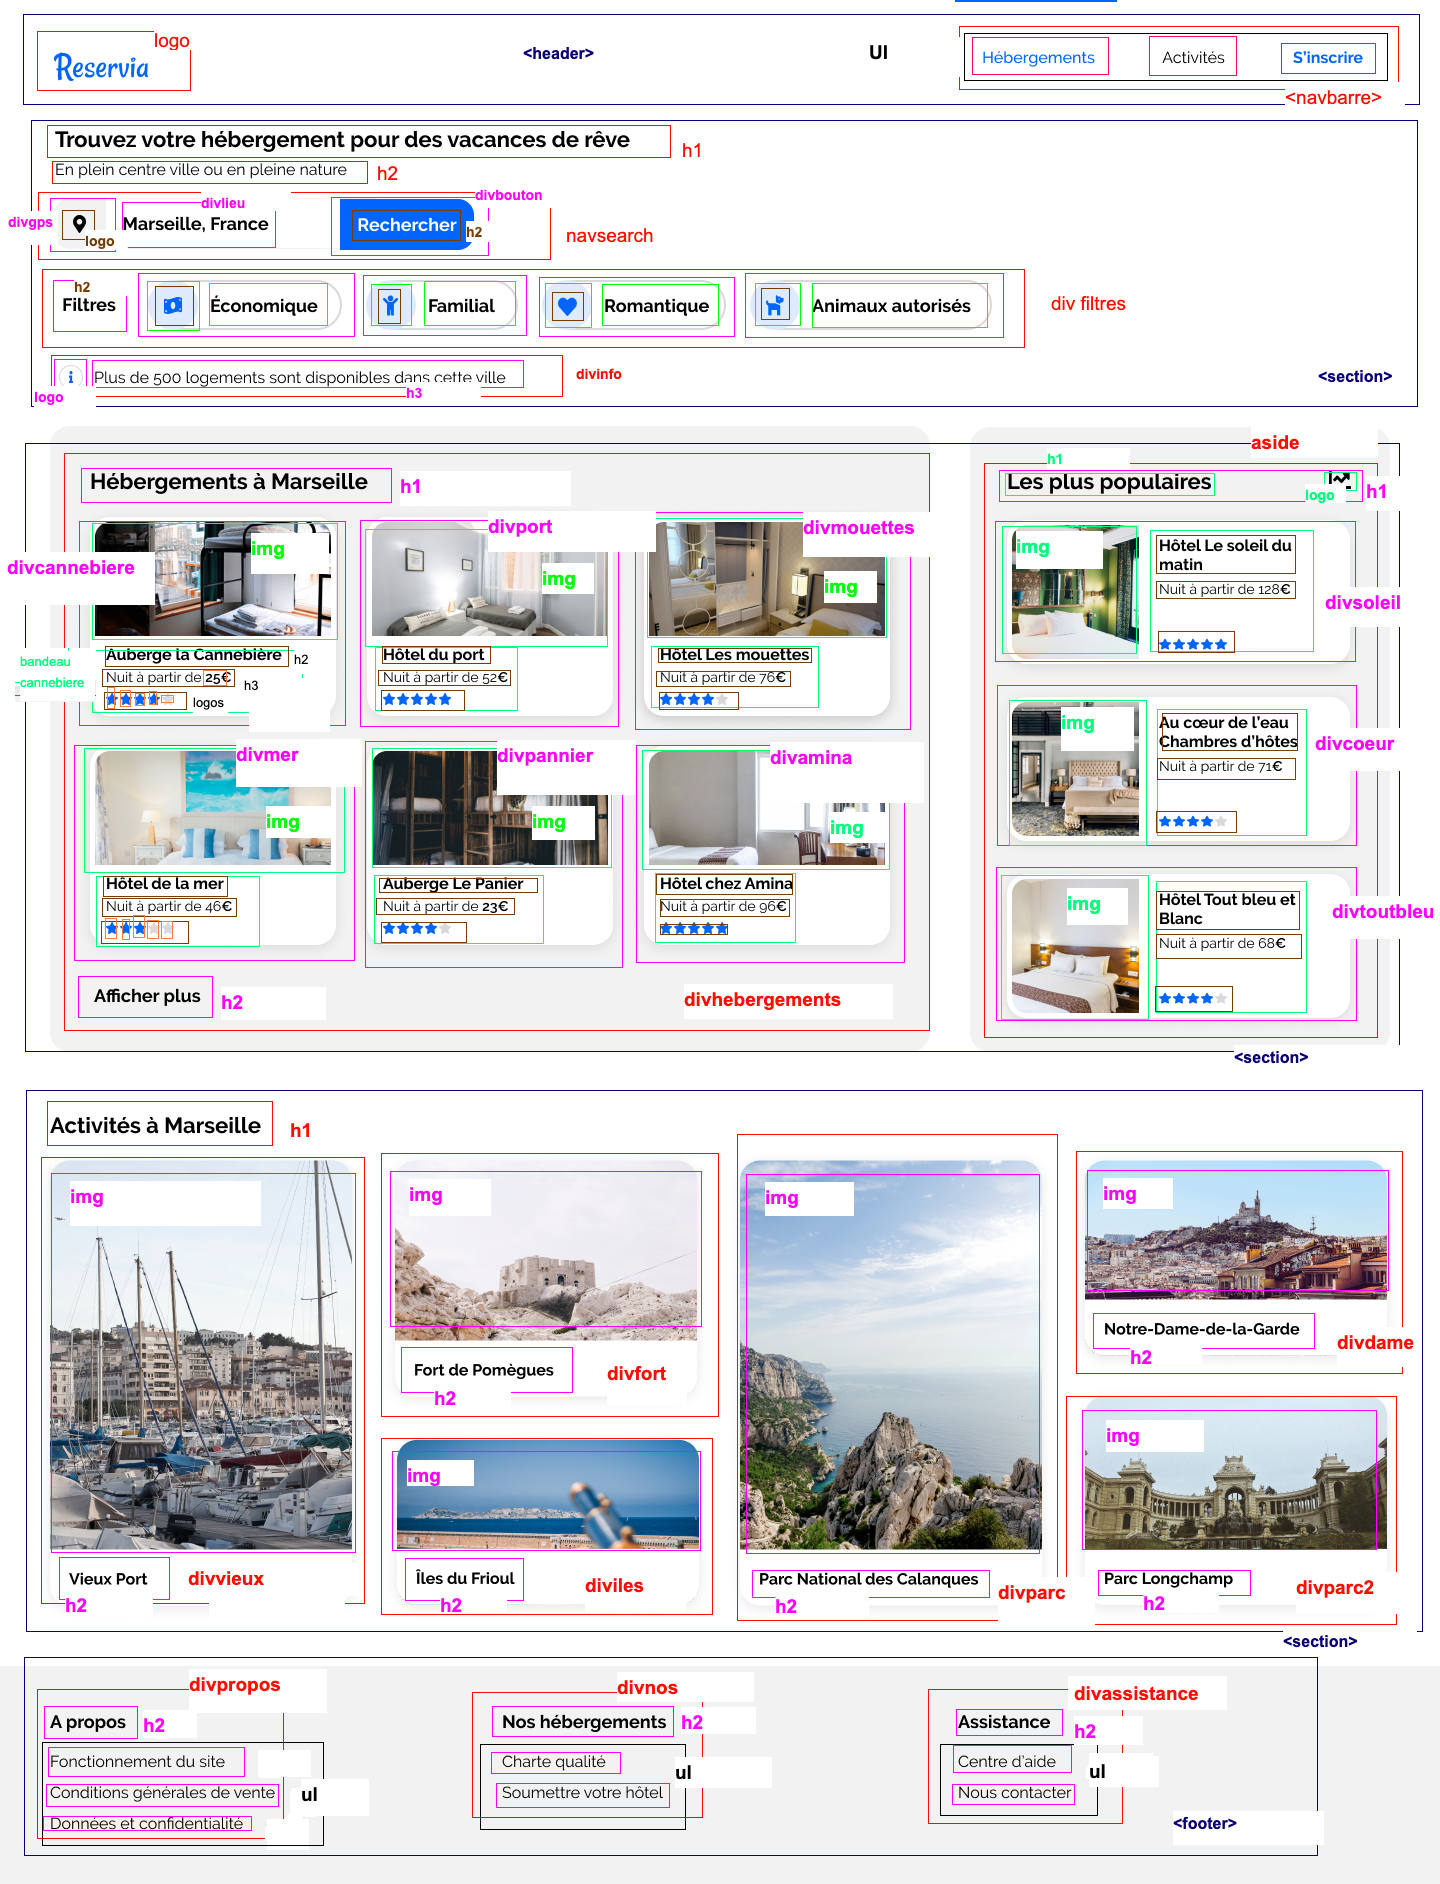 logo
Reservia
<header>
UI
Hébergements
Activités
S'inscrire
<navbarre>
Trouvez votre hébergement pour des vacances de rêve
h1
En plein centre ville ou en pleine nature
h2
divgps
logo
divlieu
Marseille, France
divbouton
Rechercher
h2
navsearch
h2
Filtres
Économique
Familial
Romantique
Animaux autorisés
div filtres
Plus de 500 logements sont disponibles dans cette ville
divinfo
logo
h3
<section>
aside
Hébergements à Marseille
h1
h1
Les plus populaires
logo
h1
divcannebiere
img
divport
img
divmouettes
img
bandeau
-cannebiere
Auberge la Cannebière
h2
Nuit à partir de 25€
h3
logos
Hôtel du port
Nuit à partir de 52€
Hôtel Les mouettes
Nuit à partir de 76€
img
Hôtel Le soleil du
matin
Nuit à partir de 128€
divsoleil
divmer
img
Hôtel de la mer
Nuit à partir de 46€
divpannier
img
Auberge Le Panier
Nuit à partir de 23€
divamina
img
Hôtel chez Amina
Nuit à partir de 96€
img
Au cœur de l'eau
Chambres d'hôtes
Nuit à partir de 71€
divcoeur
img
Hôtel Tout bleu et
Blanc
Nuit à partir de 68€
divtoutbleu
Afficher plus
h2
divhebergements
<section>
Activités à Marseille
h1
img
Vieux Port
divvieux
h2
img
Fort de Pomègues
divfort
h2
img
Îles du Frioul
diviles
h2
img
Parc National des Calanques
divparc
h2
img
Notre-Dame-de-la-Garde
divdame
h2
img
Parc Longchamp
divparc2
h2
<section>
divpropos
A propos
h2
Fonctionnement du site
Conditions générales de vente
ul
Données et confidentialité
divnos
Nos hébergements
h2
Charte qualité
ul
Soumettre votre hôtel
divassistance
Assistance
h2
Centre d'aide
ul
Nous contacter
<footer>